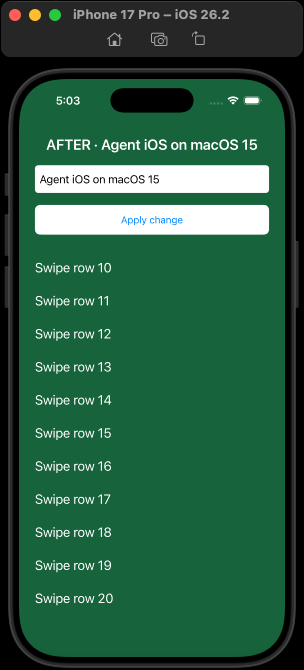 iPhone 17 Pro – iOS 26.2
5:03
AFTER · Agent iOS on macOS 15
Agent iOS on macOS 15
Apply change
Swipe row 10
Swipe row 11
Swipe row 12
Swipe row 13
Swipe row 14
Swipe row 15
Swipe row 16
Swipe row 17
Swipe row 18
Swipe row 19
Swipe row 20